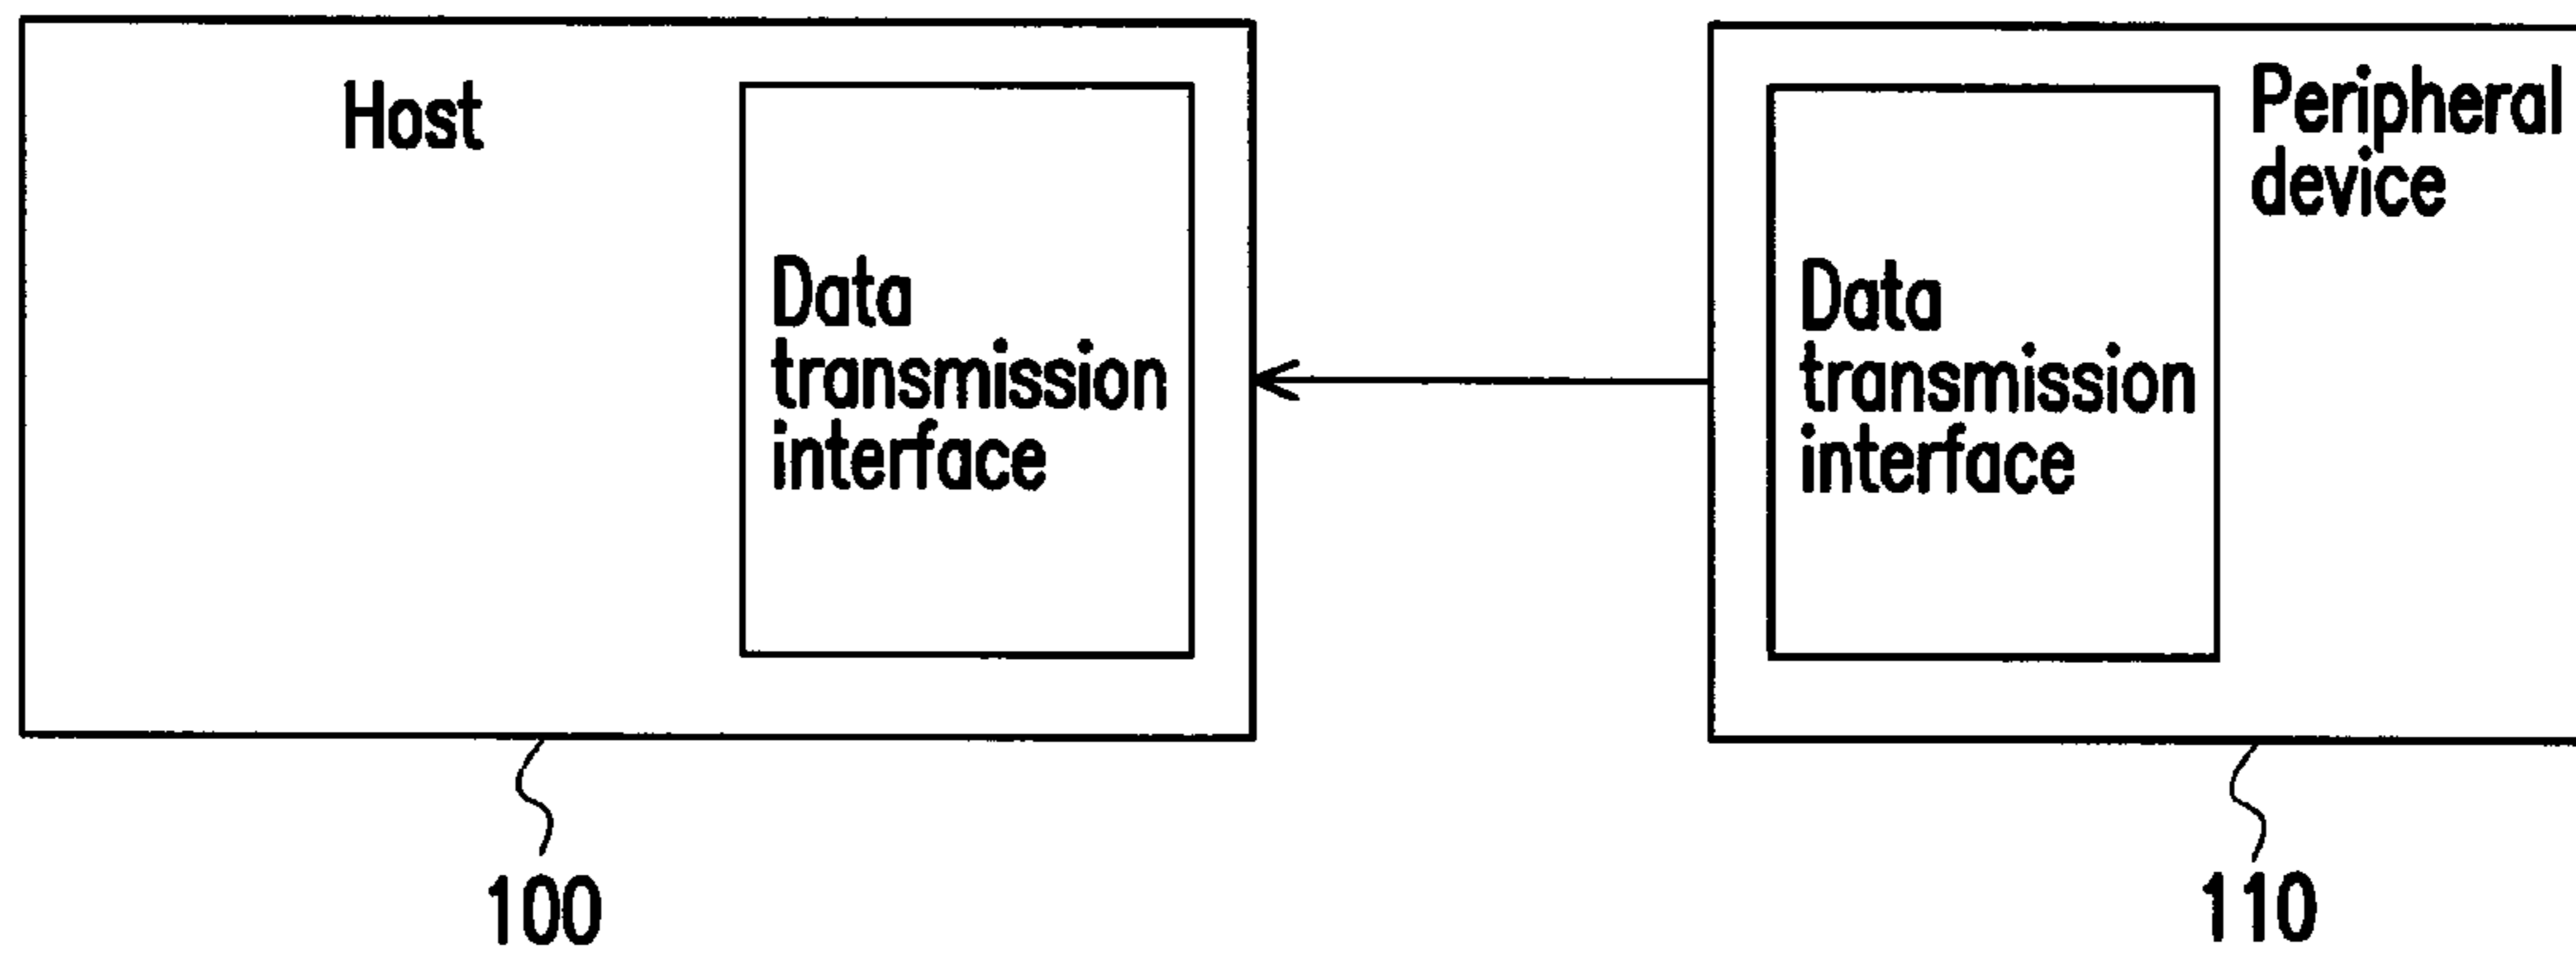 Host
Data
transmission
interface
Peripheral
device
Data
transmission
interface
100
110